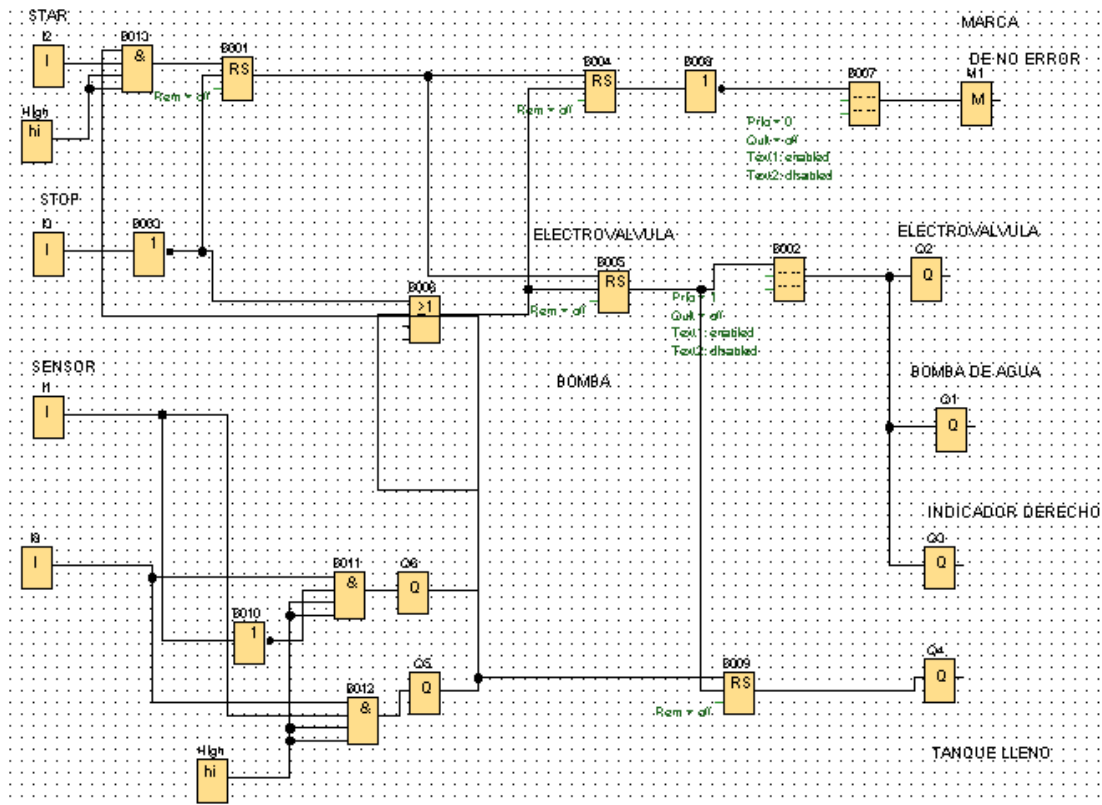 STAR
I2
B013
&
B001
RS
Rem = off
High
hi
B004
RS
Rem = off
B008
1
MARCA
DE NO ERROR
B007
M1
M
Prio = 0
Quit = off
Text1: enabled
Text2: disabled
STOP
I3
I
B003
1
B006
≥1
ELECTROVALVULA
B005
RS
Rem = off
Prio = 1
Quit = off
Text1: enabled
Text2: disabled
B002
ELECTROVALVULA
Q2
Q
BOMBA
BOMBA DE AGUA
Q1
Q
SENSOR
I1
I
INDICADOR DERECHO
Q3
Q
I
B011
&
Q6
Q
B010
1
B012
&
Q5
Q
B009
RS
Rem = off
Q4
Q
High
hi
TANQUE LLENO